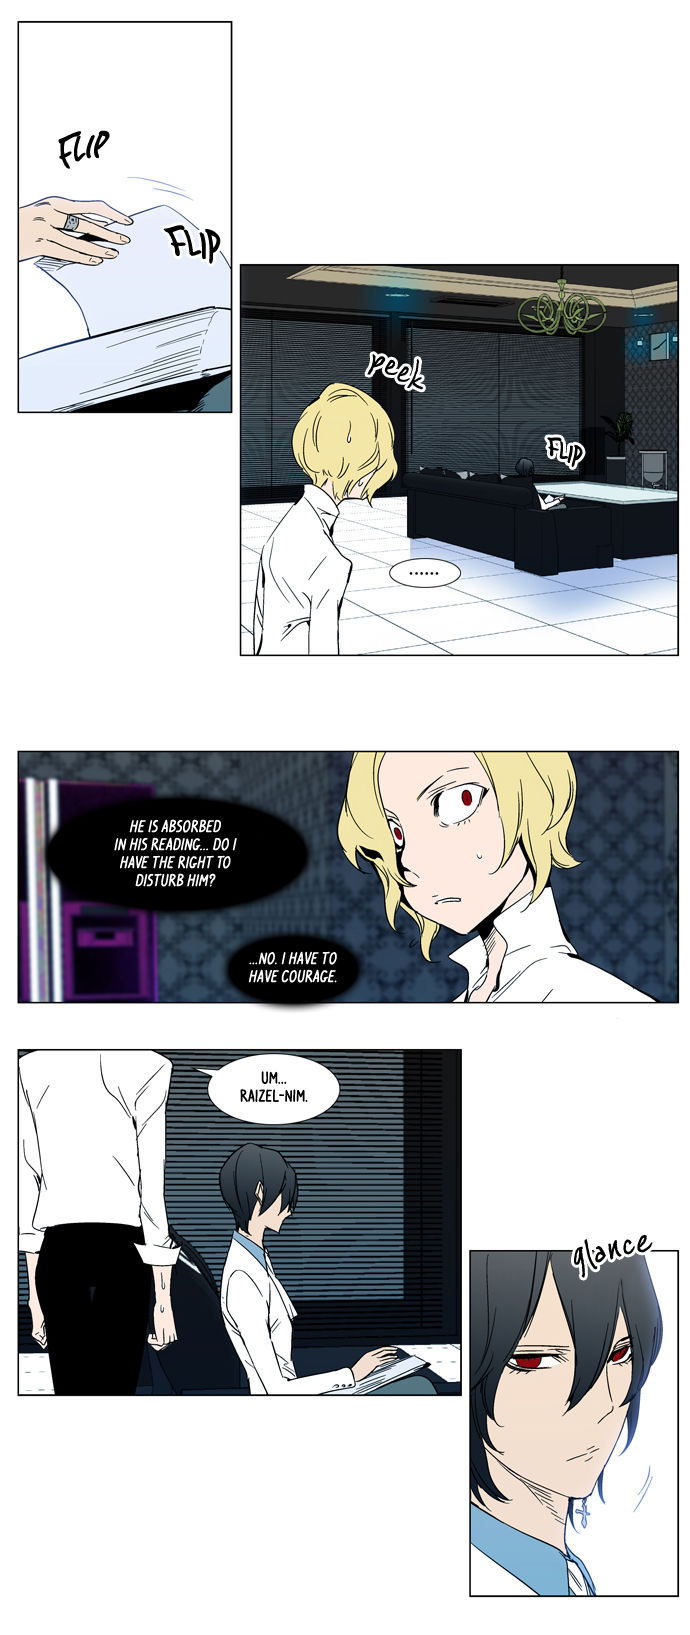 FLIP
FLIP
peek
FLIP
......
HE IS ABSORBED
IN HIS READING... DO I
HAVE THE RIGHT TO
DISTURB HIM?
...NO. I HAVE TO
HAVE COURAGE.
UM...
RAIZEL-NIM.
glance